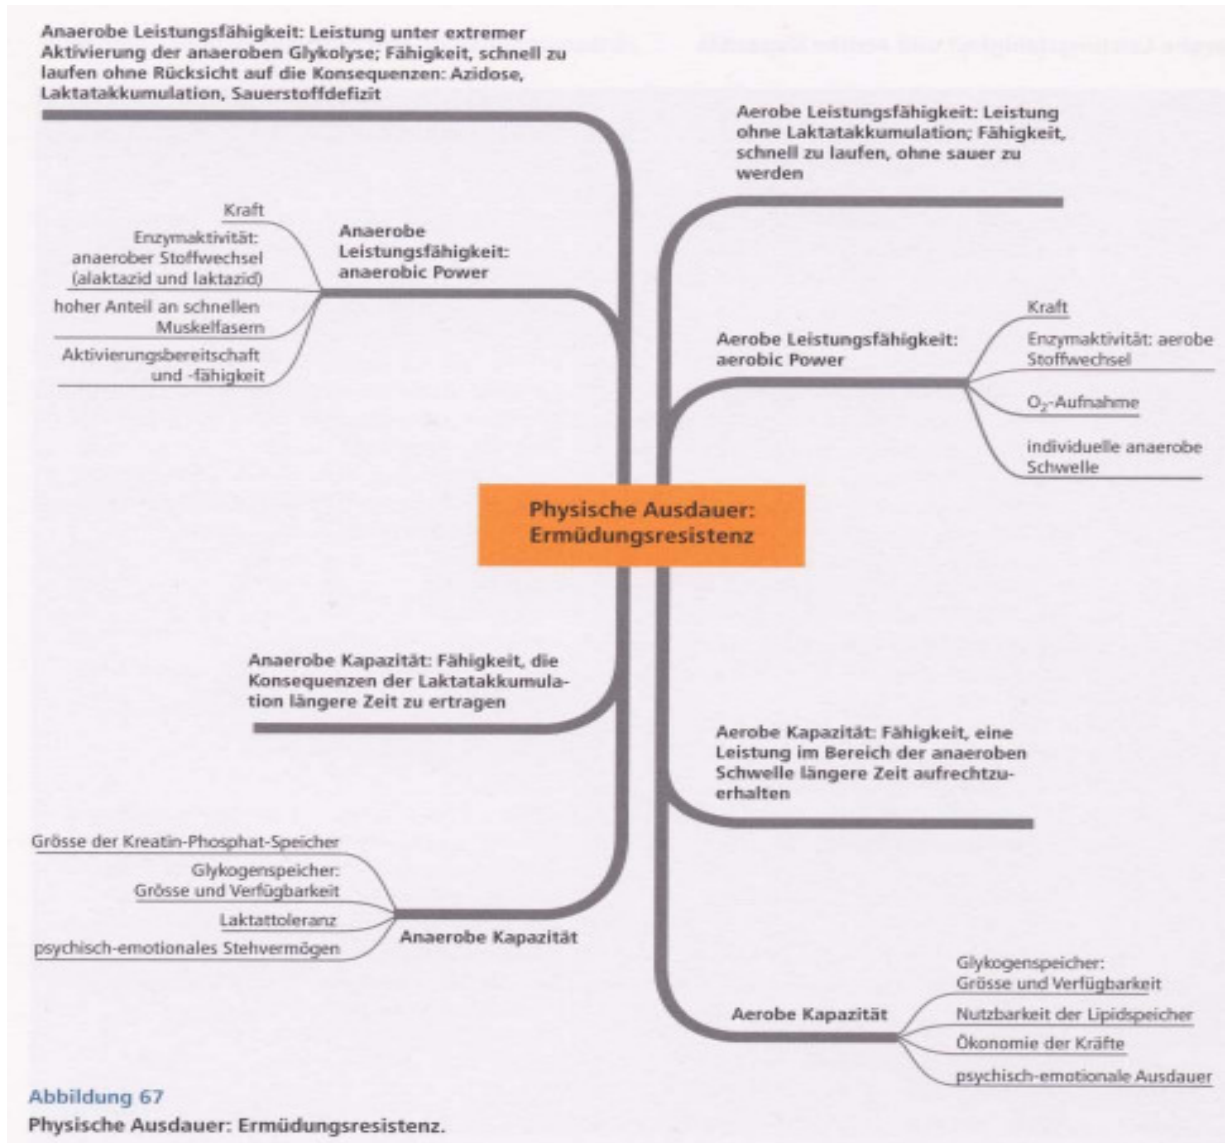 Anaerobe Leistungsfähigkeit: Leistung unter extremer
Aktivierung der anaeroben Glykolyse; Fähigkeit, schnell zu
laufen ohne Rücksicht auf die Konsequenzen: Azidose,
Laktatakkumulation, Sauerstoffdefizit
Kraft
Enzymaktivität:
anaerober Stoffwechsel
(alaktazid und laktazid)
hoher Anteil an schnellen
Muskelfasern
Aktivierungsbereitschaft
und -fähigkeit
Anaerobe
Leistungsfähigkeit:
anaerobic Power
Aerobe Leistungsfähigkeit: Leistung
ohne Laktatakkumulation; Fähigkeit,
schnell zu laufen, ohne sauer zu
werden
Aerobe Leistungsfähigkeit:
aerobic Power
Kraft
Enzymaktivität: aerobe
Stoffwechsel
O₂-Aufnahme
individuelle anaerobe
Schwelle
Physische Ausdauer:
Ermüdungsresistenz
Anaerobe Kapazität: Fähigkeit, die
Konsequenzen der Laktatakkumula-
tion längere Zeit zu ertragen
Grösse der Kreatin-Phosphat-Speicher
Glykogenspeicher:
Grösse und Verfügbarkeit
Laktattoleranz
psychisch-emotionales Stehvermögen
Anaerobe Kapazität
Aerobe Kapazität: Fähigkeit, eine
Leistung im Bereich der anaeroben
Schwelle längere Zeit aufrechtzu-
erhalten
Aerobe Kapazität
Glykogenspeicher:
Grösse und Verfügbarkeit
Nutzbarkeit der Lipidspeicher
Ökonomie der Kräfte
psychisch-emotionale Ausdauer
Abbildung 67
Physische Ausdauer: Ermüdungsresistenz.